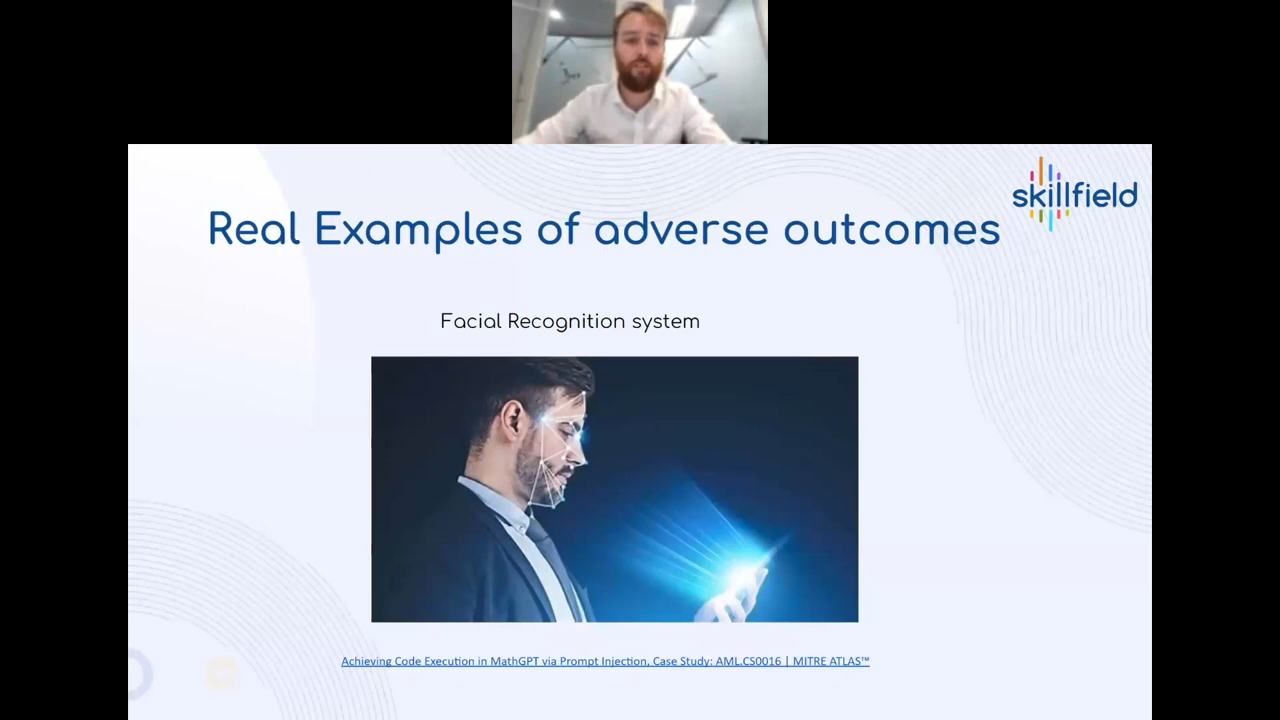 skillfield
Real Examples of adverse outcomes
Facial Recognition system
Achieving Code Execution in MathGPT via Prompt Injection, Case Study: AML.CS0016 | MITRE ATLAS™